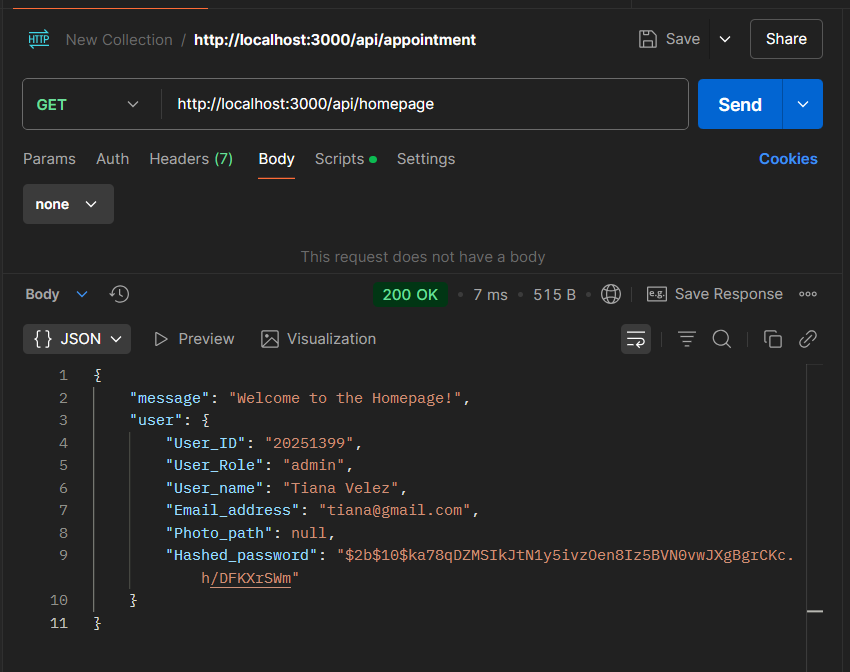 HTTP New Collection / http://localhost:3000/api/appointment Save Share
GET http://localhost:3000/api/homepage Send
Params Auth Headers (7) Body Scripts Settings Cookies
none
This request does not have a body
Body 200 OK • 7 ms • 515 B • e.g. Save Response
{} JSON Preview Visualization
1 {
2 "message": "Welcome to the Homepage!",
3 "user": {
4 "User_ID": "20251399",
5 "User_Role": "admin",
6 "User_name": "Tiana Velez",
7 "Email_address": "tiana@gmail.com",
8 "Photo_path": null,
9 "Hashed_password": "$2b$10$ka78qDZMSIkJtN1y5ivzOen8Iz5BVN0vwJXgBgrCKc.
h/DFKXrSWm"
10 }
11 }